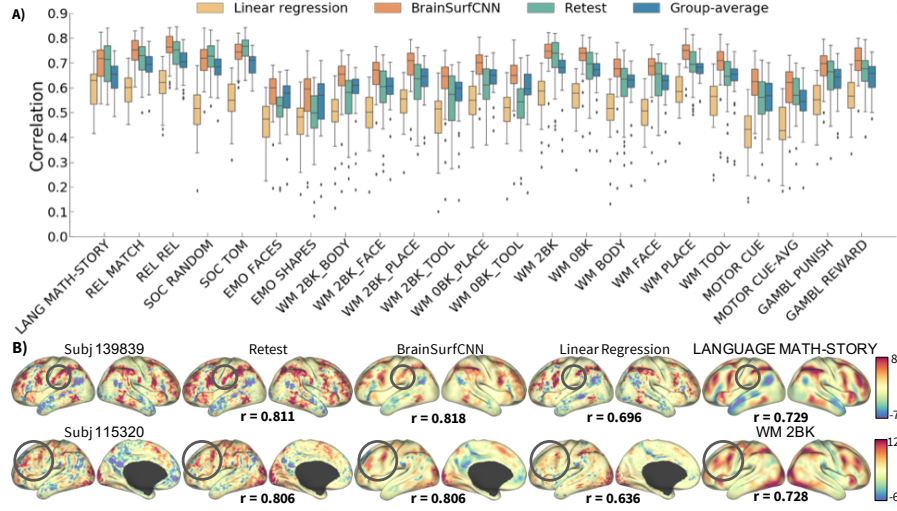 A)
Linear regression BrainSurfCNN Retest Group-average
Correlation
0.9
0.8
0.7
0.6
0.5
0.4
0.3
0.2
0.1
0.0
LANG MATH-STORY
REL MATCH
REL REL
SOC RANDOM
SOC TOM
EMO FACES
EMO SHAPES
WM 2BK_BODY
WM 2BK_FACE
WM 2BK_PLACE
WM 2BK_TOOL
WM 0BK_PLACE
WM 0BK_TOOL
WM 2BK
WM 0BK
WM BODY
WM FACE
WM PLACE
WM TOOL
MOTOR CUE
MOTOR CUE-AVG
GAMBL PUNISH
GAMBL REWARD
B)
Subj 139839 Retest BrainSurfCNN Linear Regression LANGUAGE MATH-STORY
8
-7
r = 0.811 r = 0.818 r = 0.696 r = 0.729
Subj 115320 WM 2BK
12
-6
r = 0.806 r = 0.806 r = 0.636 r = 0.728